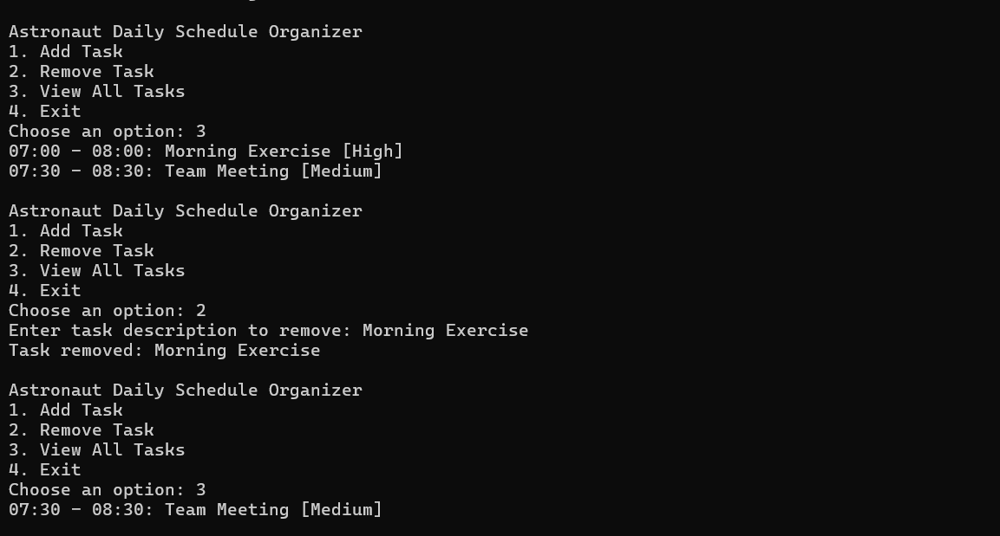 Astronaut Daily Schedule Organizer
1. Add Task
2. Remove Task
3. View All Tasks
4. Exit
Choose an option: 3
07:00 - 08:00: Morning Exercise [High]
07:30 - 08:30: Team Meeting [Medium]
Astronaut Daily Schedule Organizer
1. Add Task
2. Remove Task
3. View All Tasks
4. Exit
Choose an option: 2
Enter task description to remove: Morning Exercise
Task removed: Morning Exercise
Astronaut Daily Schedule Organizer
1. Add Task
2. Remove Task
3. View All Tasks
4. Exit
Choose an option: 3
07:30 - 08:30: Team Meeting [Medium]